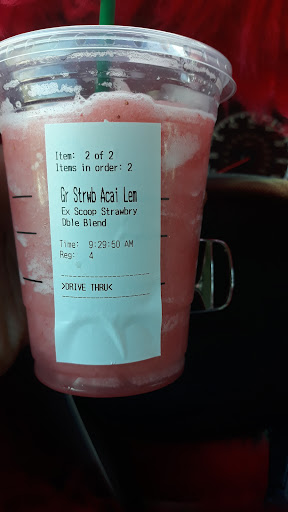 Item: 2 of 2
Items in order: 2
Gr Strwb Acai Lem
Ex Scoop Strawbry
Dble Blend
Time: 9:29:50 AM
Reg: 4
>DRIVE THRU<